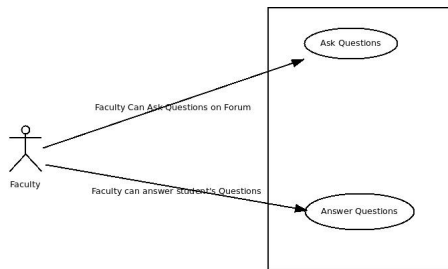 Ask Questions
Faculty Can Ask Questions on Forum
Faculty
Faculty can answer student's Questions
Answer Questions